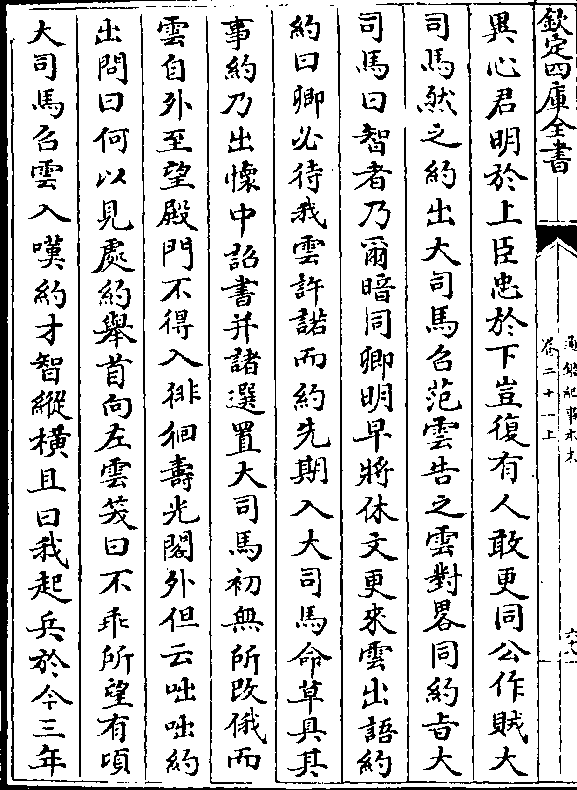 欽定四庫全書
通鑑紀事本末
卷二十一上
異心君明於上臣忠於下豈復有人敢更同公作賊大
司馬然之約出大司馬召范雲告之雲對畧同約㫖大
司馬曰智者乃爾暗同卿明早將休文更來雲出語約
約曰卿必待我雲許諾而約先期入大司馬命草具其
事約乃出懐中詔書并諸選置大司馬初無所改俄而
雲自外至望殿門不得入徘徊壽光閣外但云咄咄約
出問曰何以見處約舉首向左雲笑曰不乖所望有頃
大司馬召雲入嘆約才智縱橫且曰我起兵於今三年